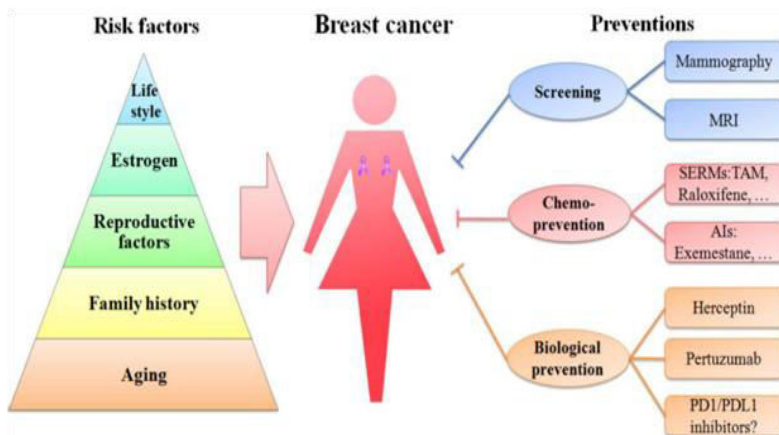 Risk factors
Breast cancer
Preventions
Life
style
Estrogen
Reproductive
factors
Family history
Aging
Screening
Mammography
MRI
Chemo-
prevention
SERMs:TAM,
Raloxifene, ...
AIs:
Exemestane, ...
Biological
prevention
Herceptin
Pertuzumab
PD1/PDL1
inhibitors?